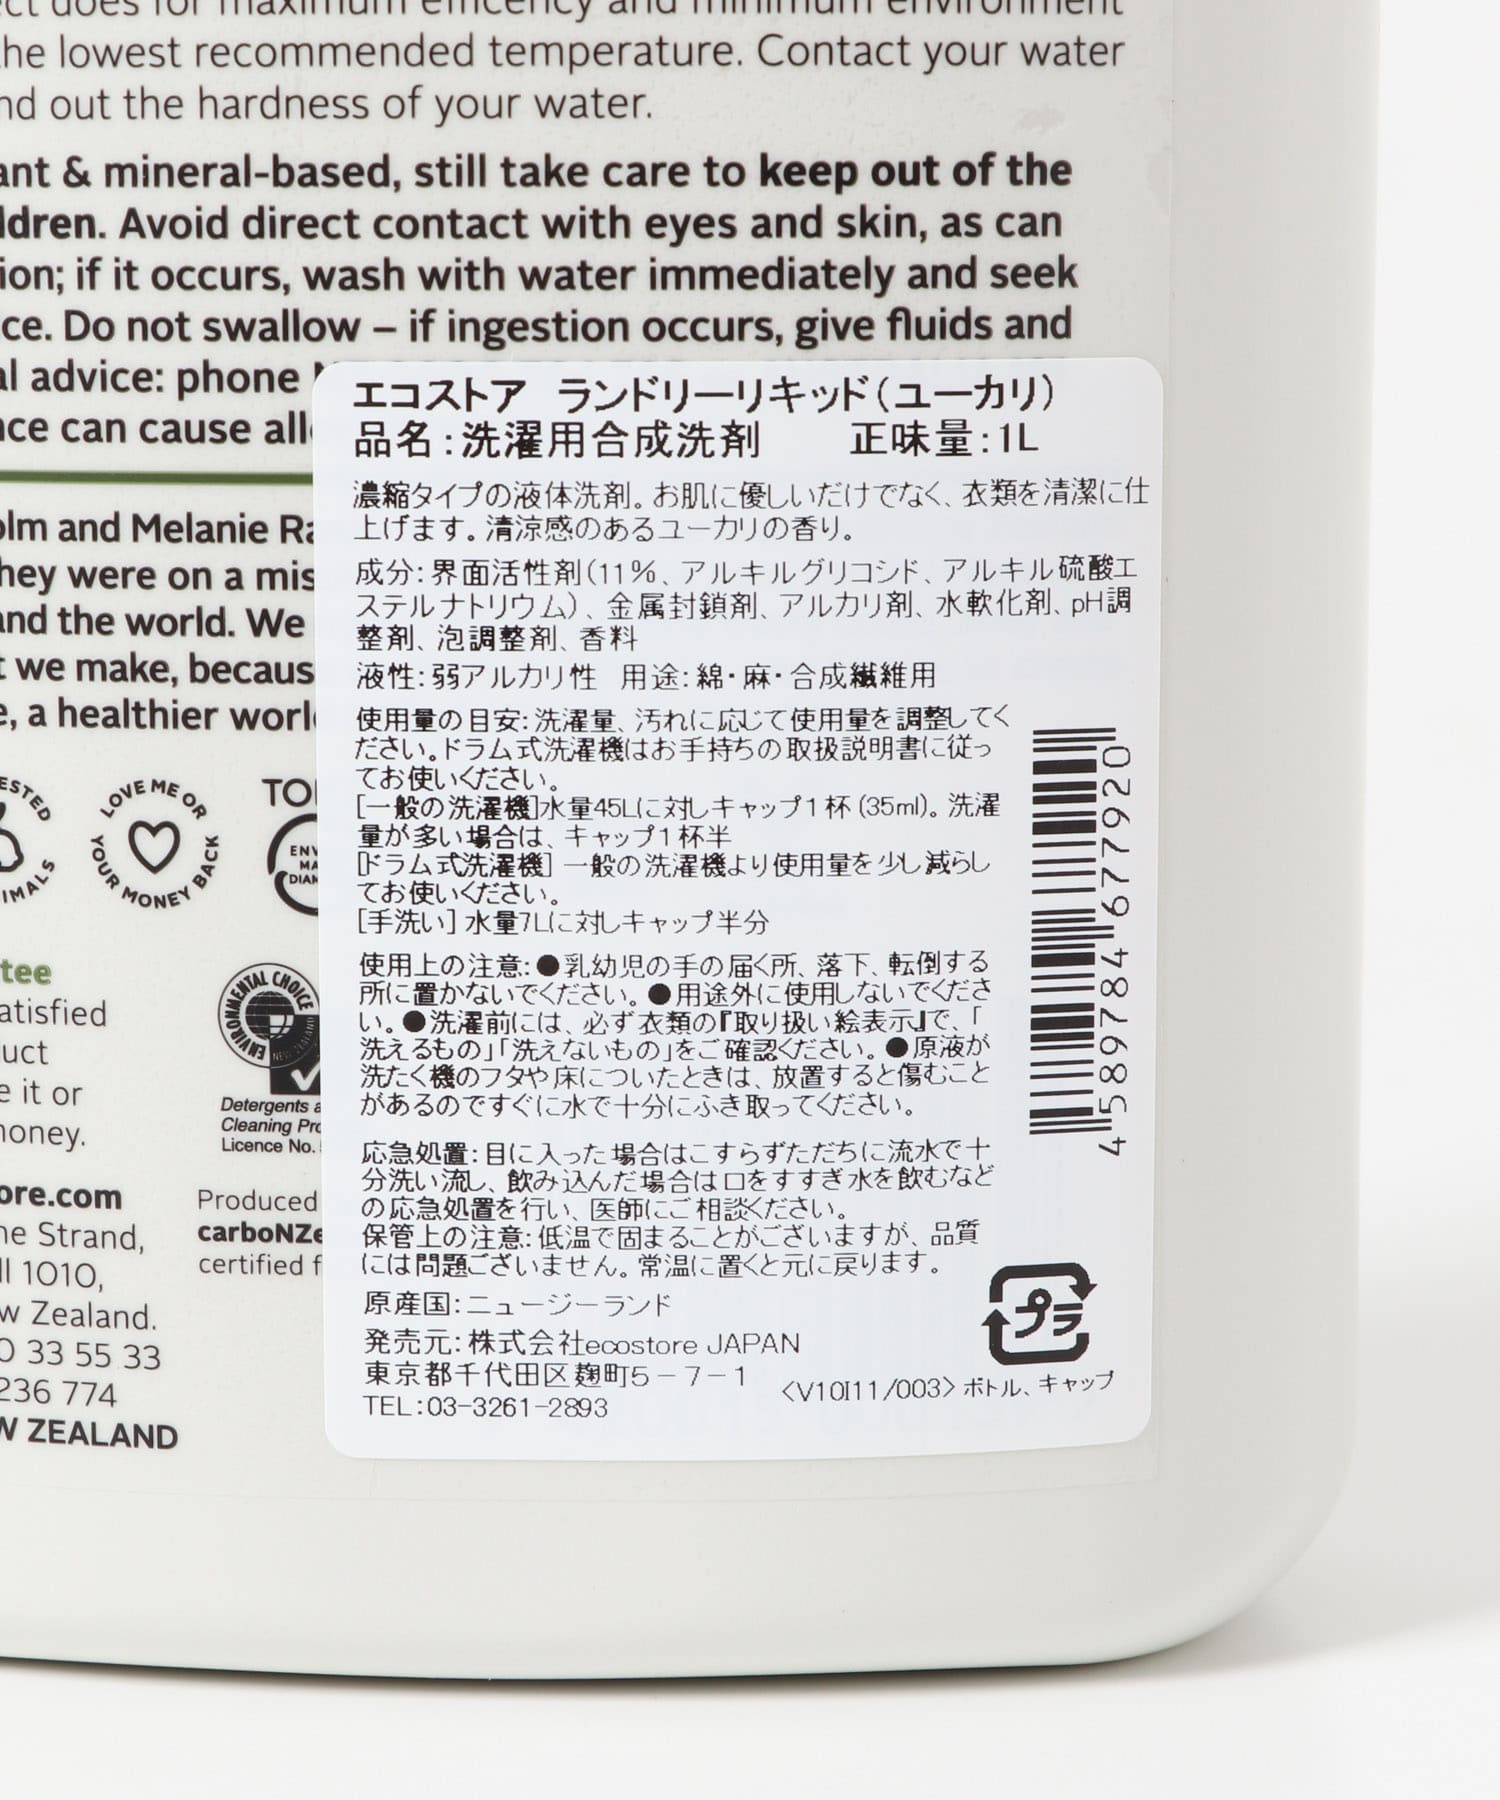 does for maximum efficency and minimum environment
the lowest recommended temperature. Contact your water
out the hardness of your water.
& mineral-based, still take care to keep out of the
Avoid direct contact with eyes and skin, as can
if it occurs, wash with water immediately and seek
Do not swallow – if ingestion occurs, give fluids and
advice: phone
can cause
エコストア ランドリーリキッド(ユーカリ)
品名:洗濯用合成洗剤 正味量:1L
濃縮タイプの液体洗剤。お肌に優しいだけでなく、衣類を清潔に仕
上げます。清涼感のあるユーカリの香り。
成分:界面活性剤(11%、アルキルグリコシド、アルキル硫酸エ
ステルナトリウム)、金属封鎖剤、アルカリ剤、水軟化剤、pH調
整剤、泡調整剤、香料
液性:弱アルカリ性 用途:綿・麻・合成繊維用
使用量の目安:洗濯量、汚れに応じて使用量を調整してく
ださい。ドラム式洗濯機はお手持ちの取扱説明書に従っ
てお使いください。
[一般の洗濯機]水量45Lに対しキャップ1杯(35ml)。洗濯
量が多い場合は、キャップ1杯半
[ドラム式洗濯機] 一般の洗濯機より使用量を少し減らし
てお使いください。
[手洗い] 水量7Lに対しキャップ半分
使用上の注意:●乳幼児の手の届く所、落下、転倒する
所に置かないでください。●用途外に使用しないでくださ
い。●洗濯前には、必ず衣類の『取り扱い絵表示』で、「
洗えるもの」「洗えないもの」をご確認ください。●原液が
洗たく機のフタや床についたときは、放置すると傷むこと
があるのですぐに水で十分にふき取ってください。
応急処置:目に入った場合はこすらずただちに流水で十
分洗い流し、飲み込んだ場合は口をすすぎ水を飲むなど
の応急処置を行い、医師にご相談ください。
保管上の注意:低温で固まることがございますが、品質
には問題ございません。常温に置くと元に戻ります。
原産国:ニュージーランド
発売元:株式会社ecostore JAPAN
東京都千代田区麹町5-7-1
TEL:03-3261-2893
プラ
<V10I11/003> ボトル、キャップ
4589784677920
and Melanie
they were on a
and the world. We
we make,
a healthier
LOVE ME OR
YOUR MONEY BACK
ENVIRONMENTAL CHOICE
NEW ZEALAND
Detergents
Cleaning
Licence No.
it or
Strand,
1010,
Zealand.
33 55 33
236 774
ZEALAND
Produced
certified